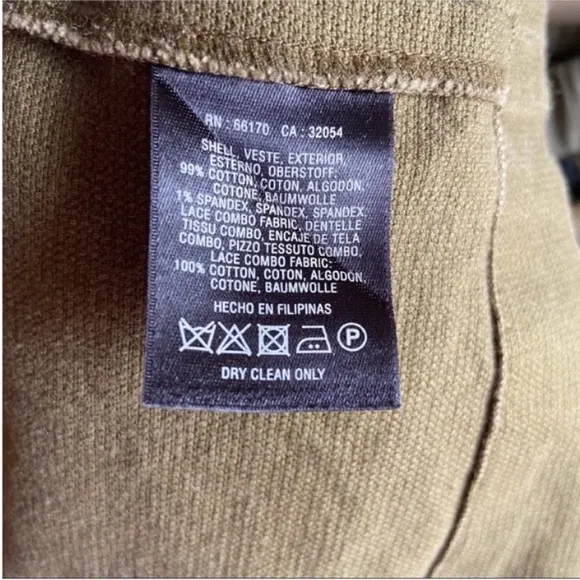 RN : 66170 CA : 32054
SHELL, VESTE, EXTERIOR,
ESTERNO, OBERSTOFF:
99% COTTON, COTON, ALGODÓN,
COTONE, BAUMWOLLE
1% SPANDEX, SPANDEX, SPANDEX
LACE COMBO FABRIC, DENTELLE
TISSU COMBO, ENCAJE DE TELA
COMBO, PIZZO TESSUTO COMBO,
LACE COMBO FABRIC:
100% COTTON, COTON, ALGODÓN,
COTONE, BAUMWOLLE
HECHO EN FILIPINAS
P
DRY CLEAN ONLY